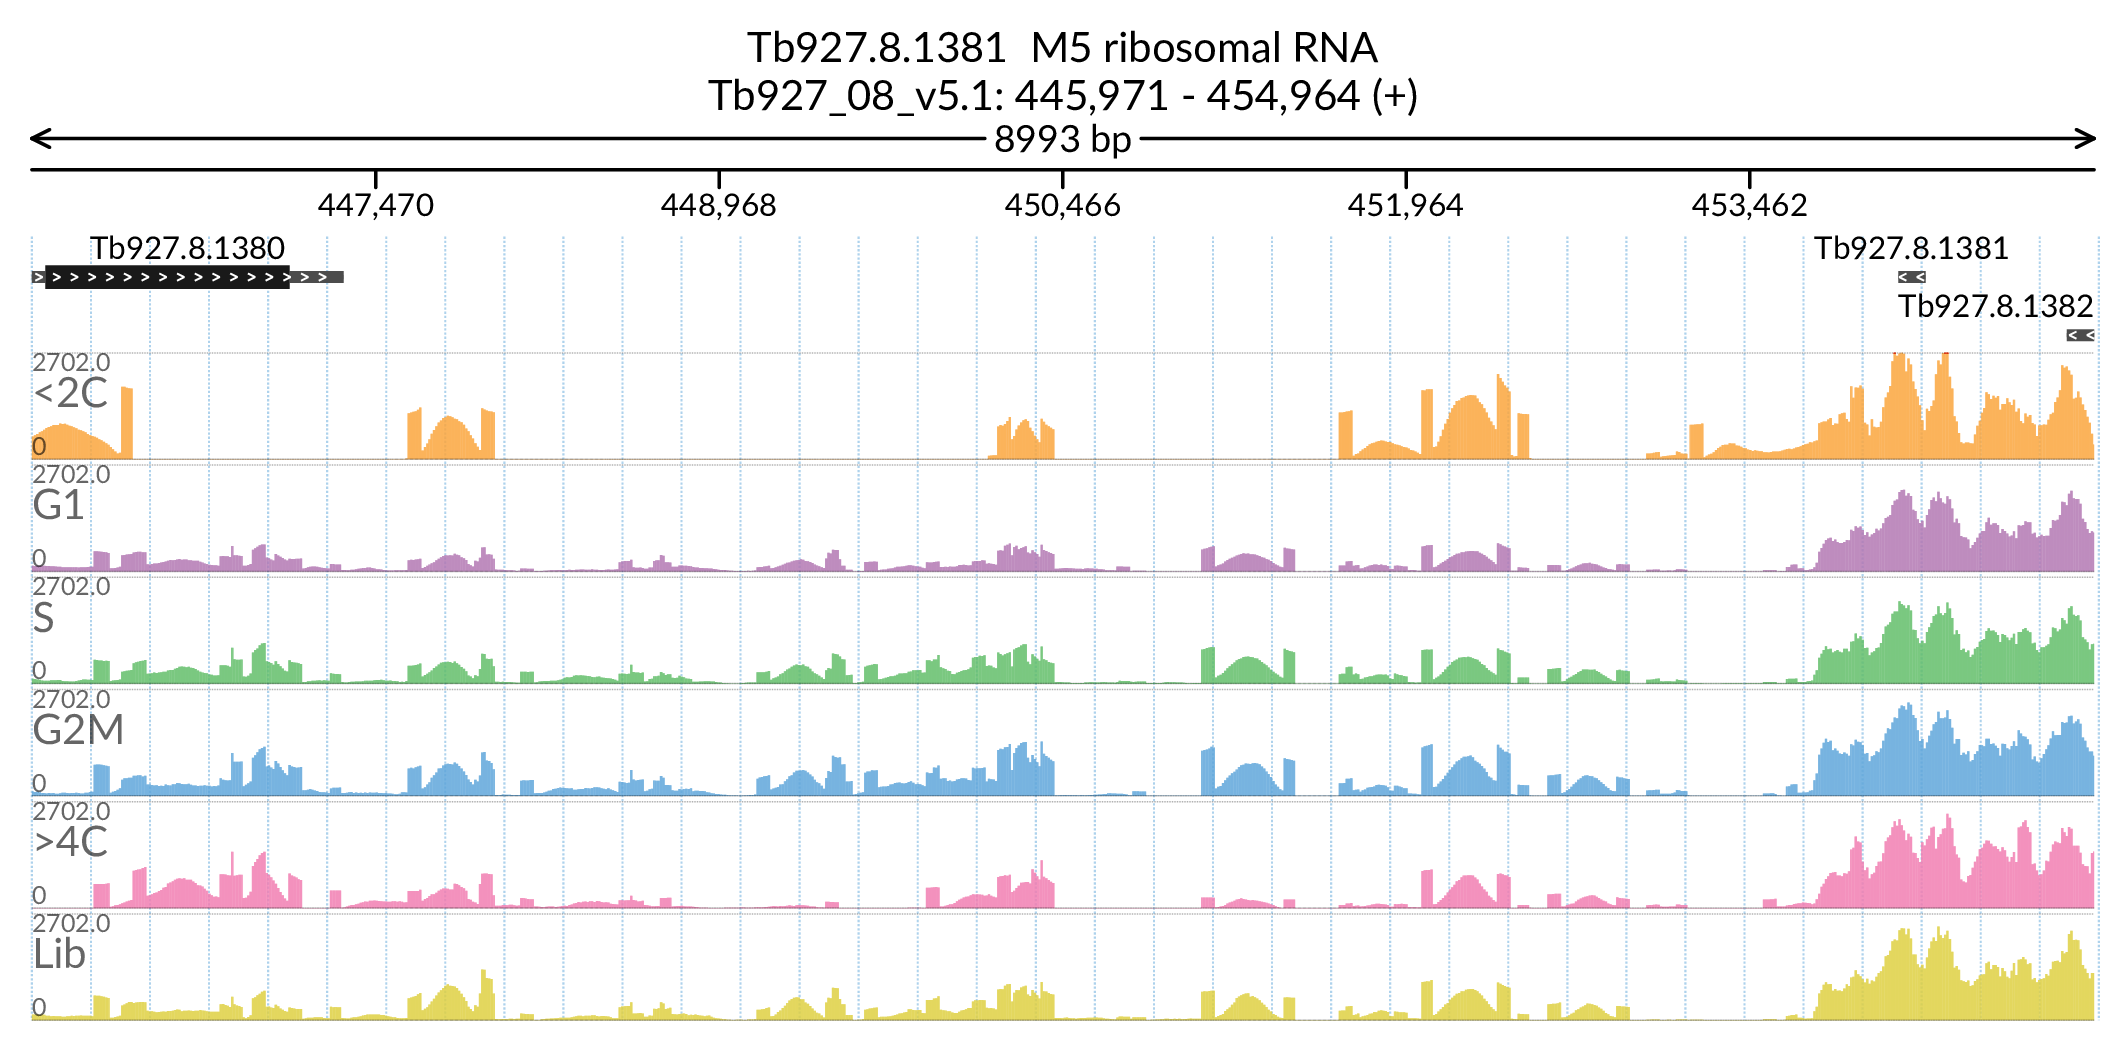 Tb927.8.1381 M5 ribosomal RNA
Tb927_08_v5.1: 445,971 - 454,964 (+)
8993 bp
447,470 448,968 450,466 451,964 453,462
Tb927.8.1380 Tb927.8.1381
Tb927.8.1382
2702.0
<2C
0
2702.0
G1
0
2702.0
S
0
2702.0
G2M
0
2702.0
>4C
0
2702.0
Lib
0